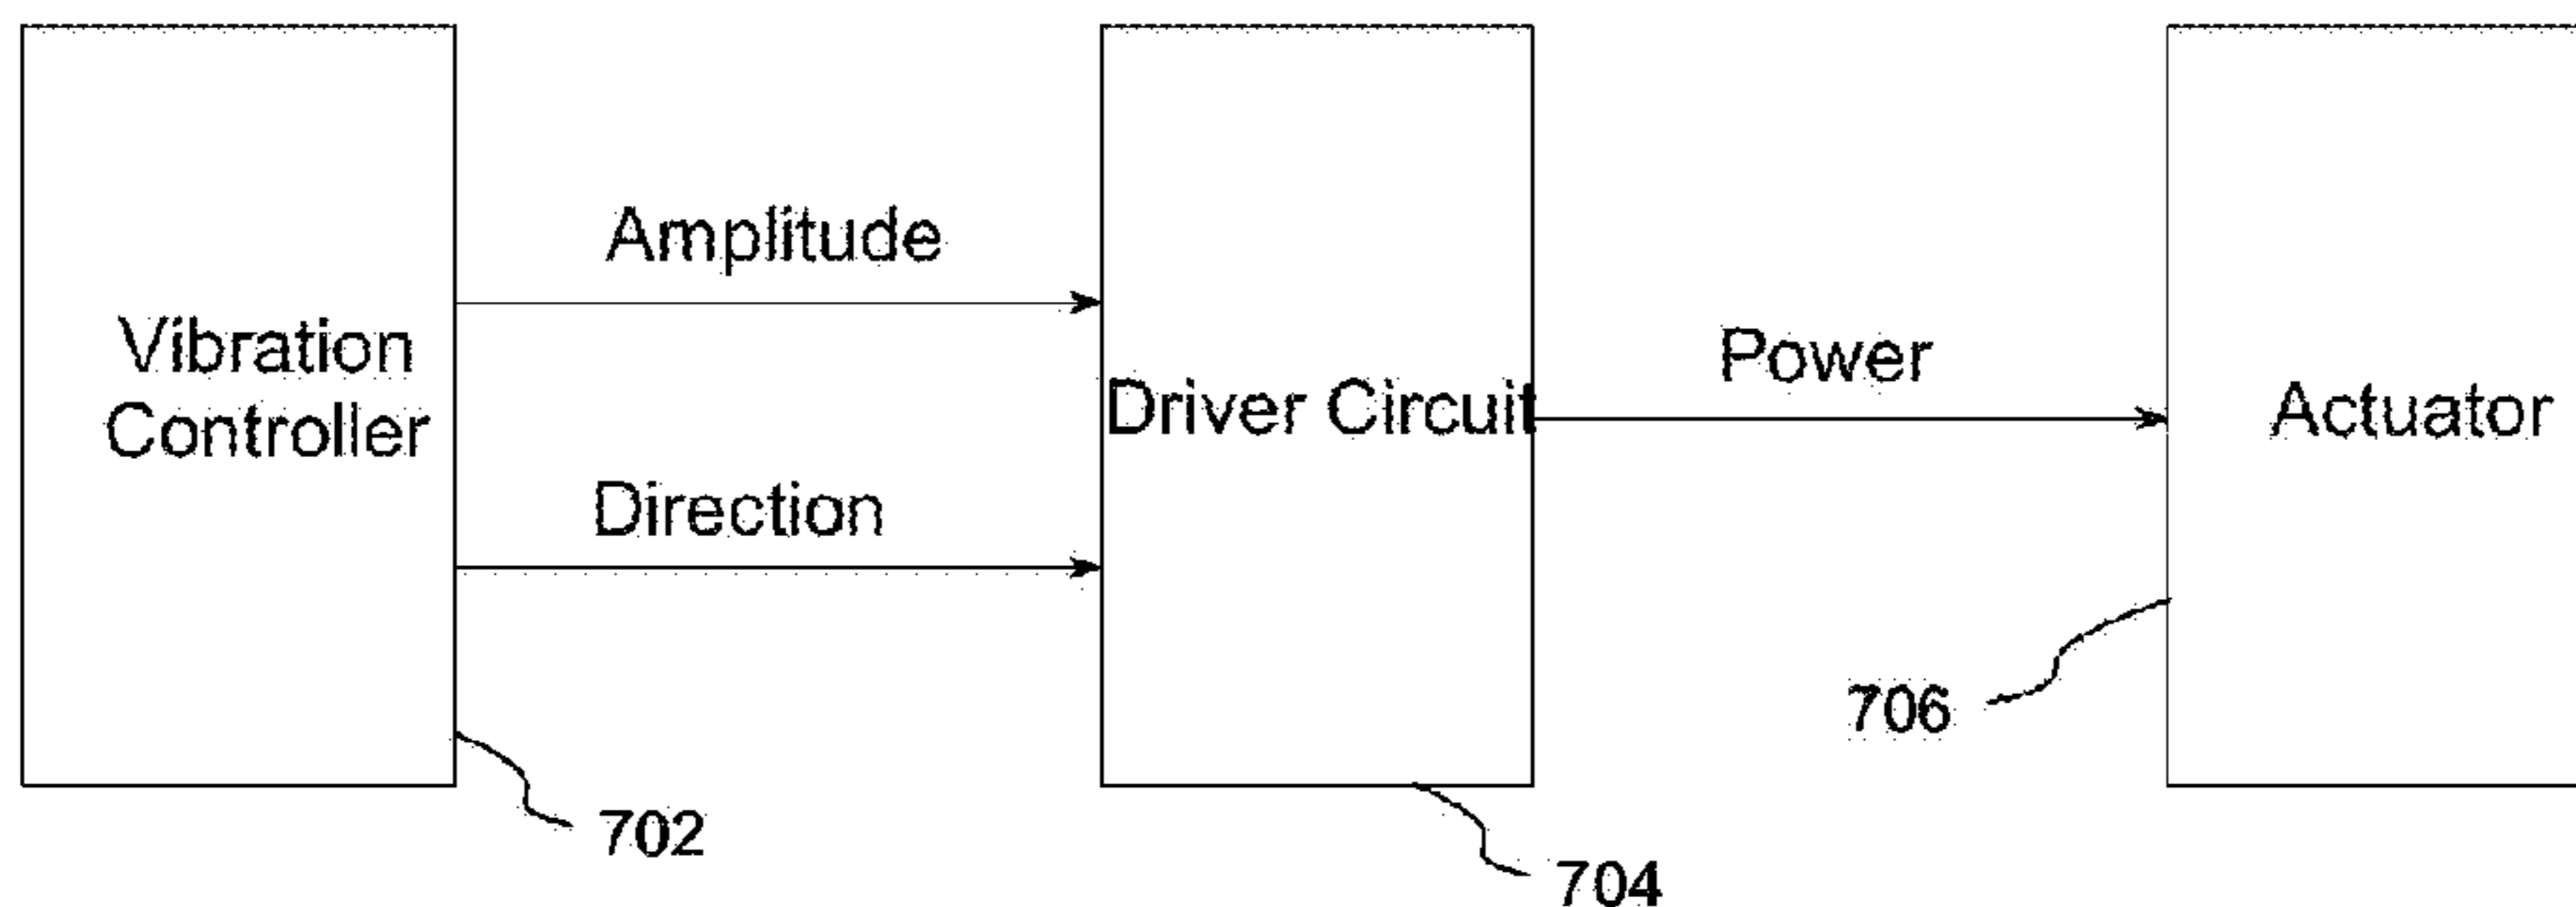 Vibration
Controller
Amplitude
Direction
702
Driver Circuit
704
Power
706
Actuator